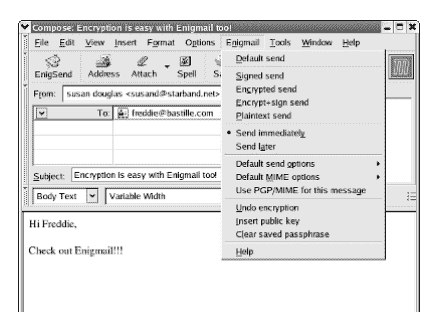 Compose: Encryption is easy with Enigmail too!
File Edit View Insert Format Options Enigmail Tools Window Help
EnigSend Address Attach Spell
From: susan douglas <susand@starband.net>
To: freddie@bastille.com
Subject: Encryption is easy with Enigmail too!
Body Text Variable Width
Hi Freddie,
Check out Enigmail!!!
Default send
Signed send
Encrypted send
Encrypt+sign send
Plaintext send
Send immediately
Send later
Default send options
Default MIME options
Use PGP/MIME for this message
Undo encryption
Insert public key
Clear saved passphrase
Help